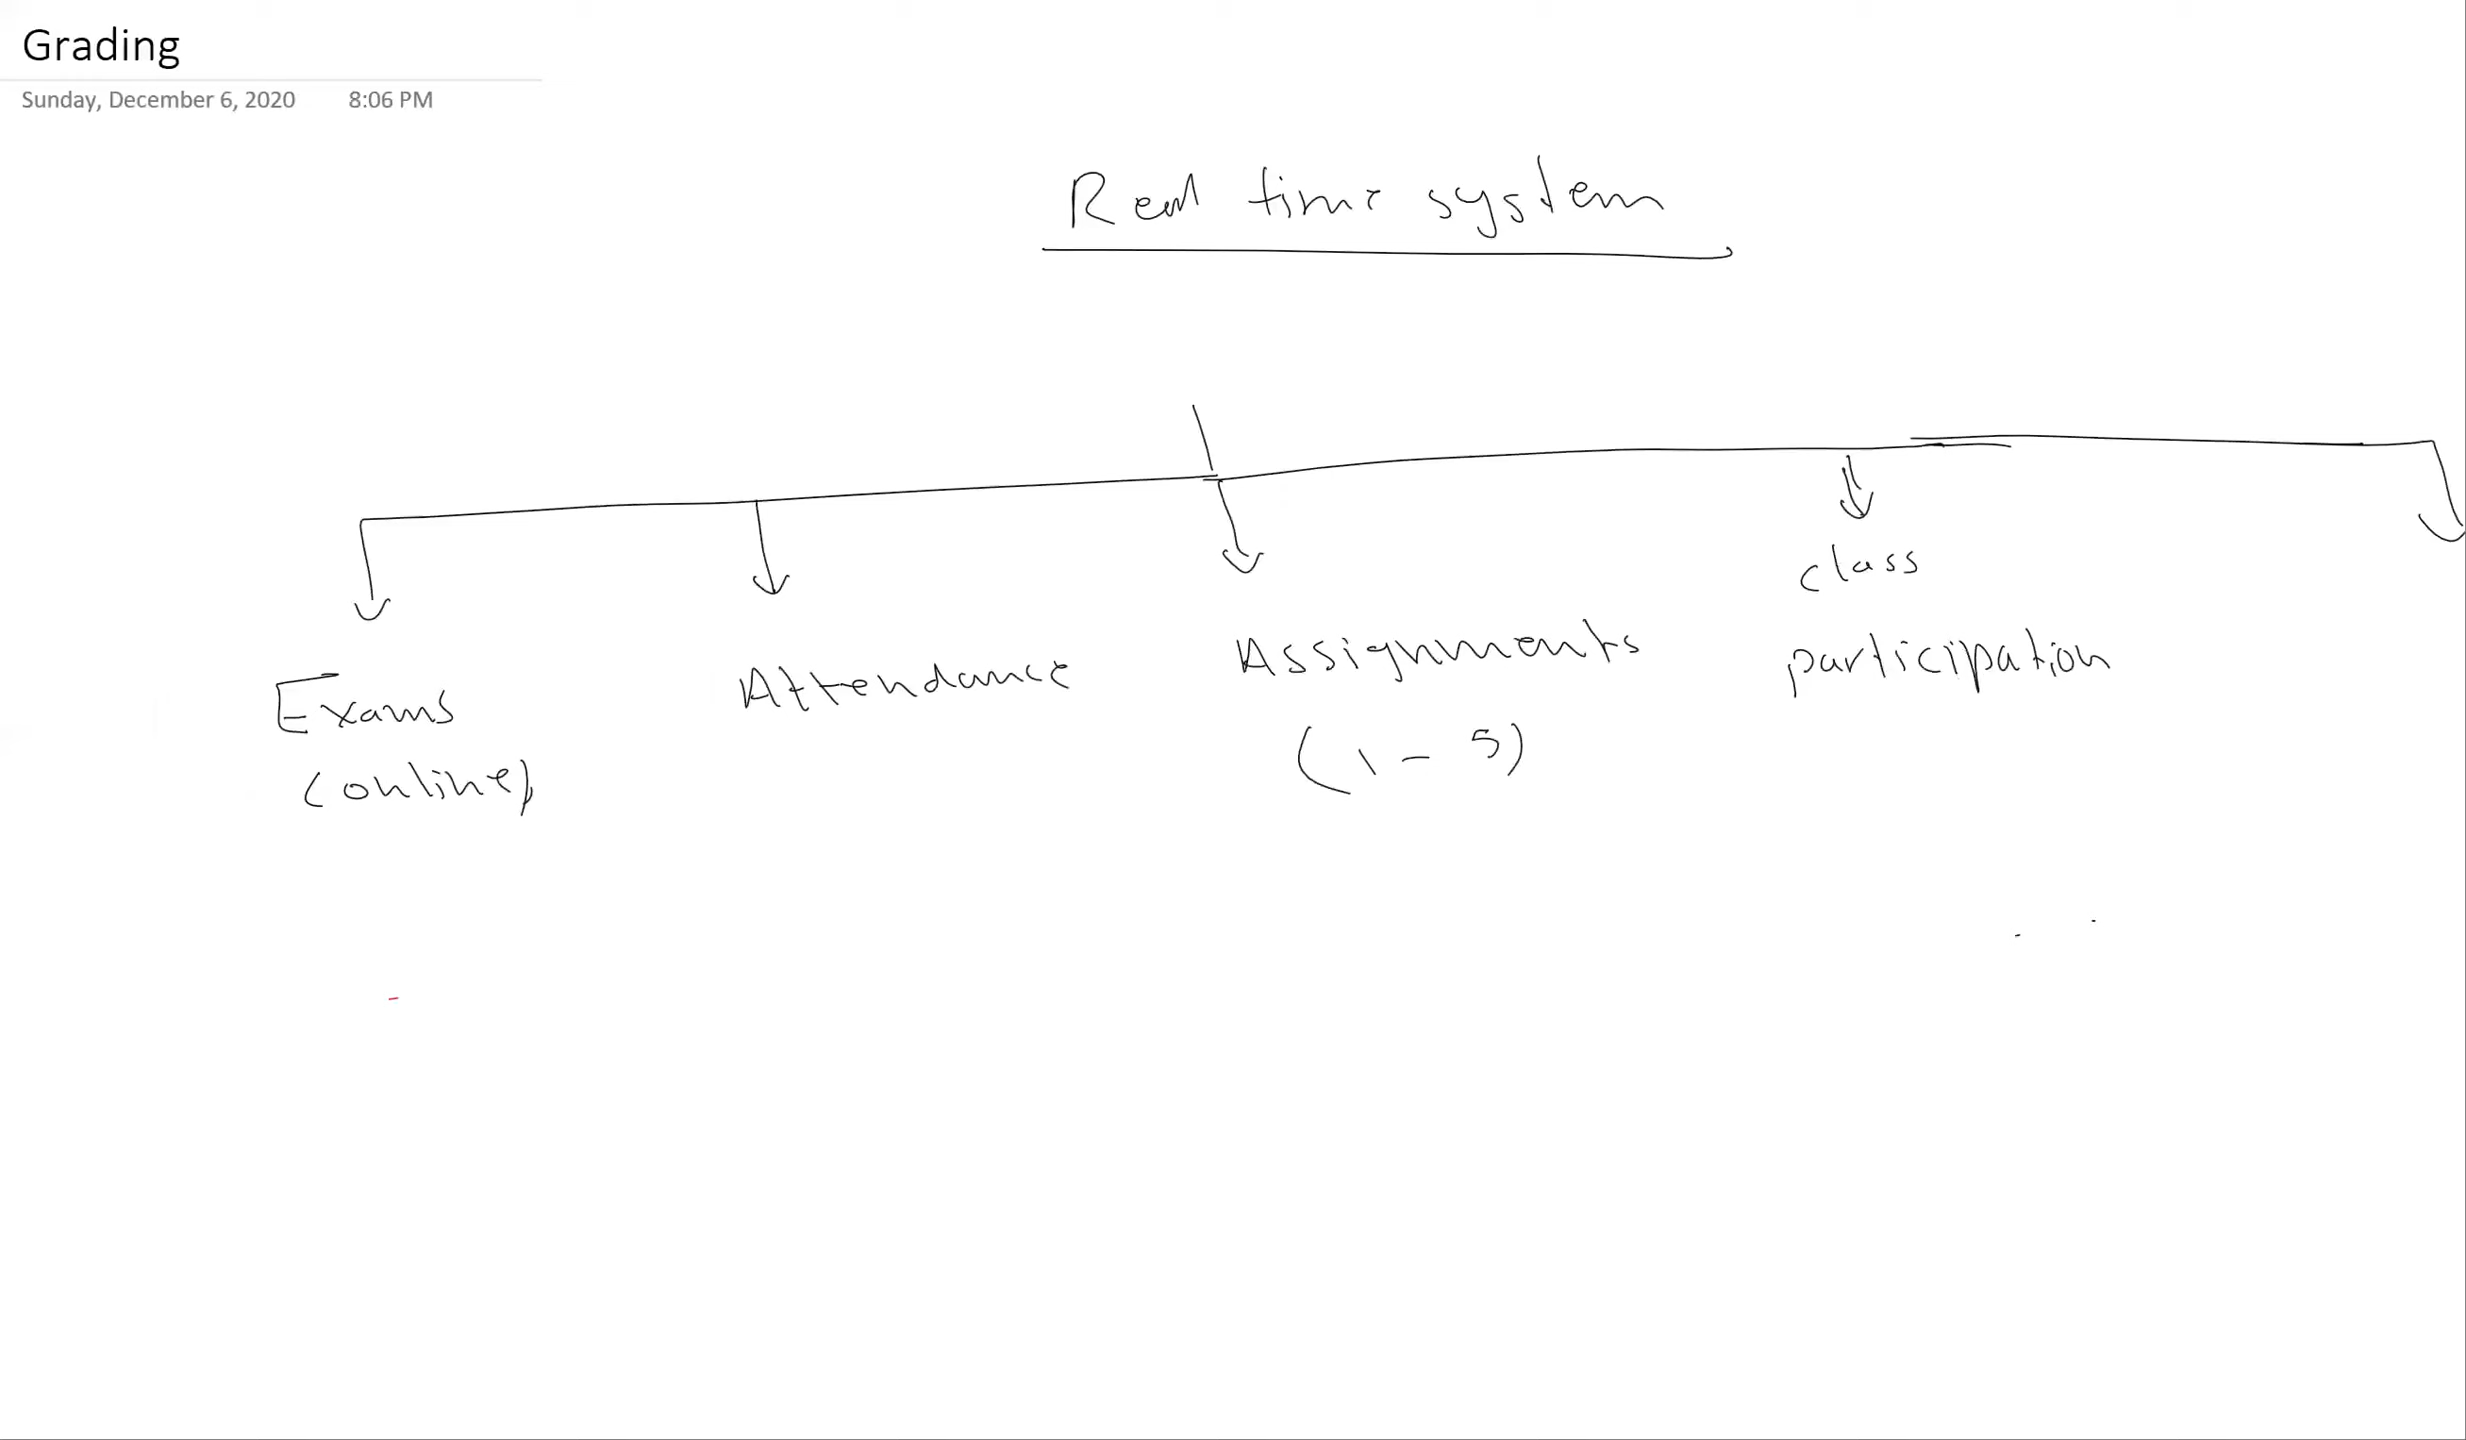 Grading
Sunday, December 6, 2020 8:06 PM
Real time system
Exams
(online)
Attendance
Assignments
(1 - 5)
class
participation